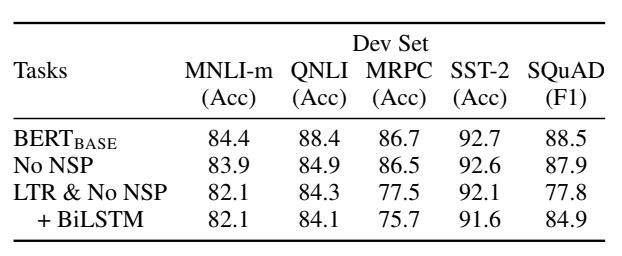 Dev Set
Tasks MNLI-m QNLI MRPC SST-2 SQuAD
(Acc) (Acc) (Acc) (Acc) (F1)
BERTBASE 84.4 88.4 86.7 92.7 88.5
No NSP 83.9 84.9 86.5 92.6 87.9
LTR & No NSP 82.1 84.3 77.5 92.1 77.8
+ BiLSTM 82.1 84.1 75.7 91.6 84.9